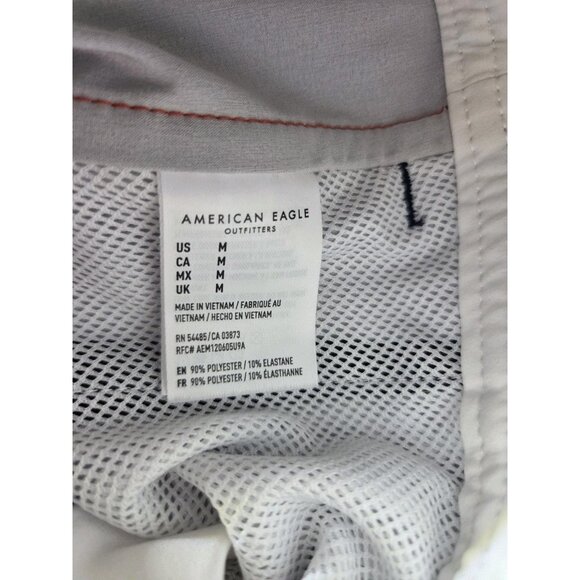 AMERICAN EAGLE
OUTFITTERS
US M
CA M
MX M
UK M
MADE IN VIETNAM / FABRIQUÉ AU
VIETNAM / HECHO EN VIETNAM
RN 54485/CA 03873
RFC# AEM120605U9A
EN 90% POLYESTER / 10% ELASTANE
FR 90% POLYESTER / 10% ÉLASTHANNE